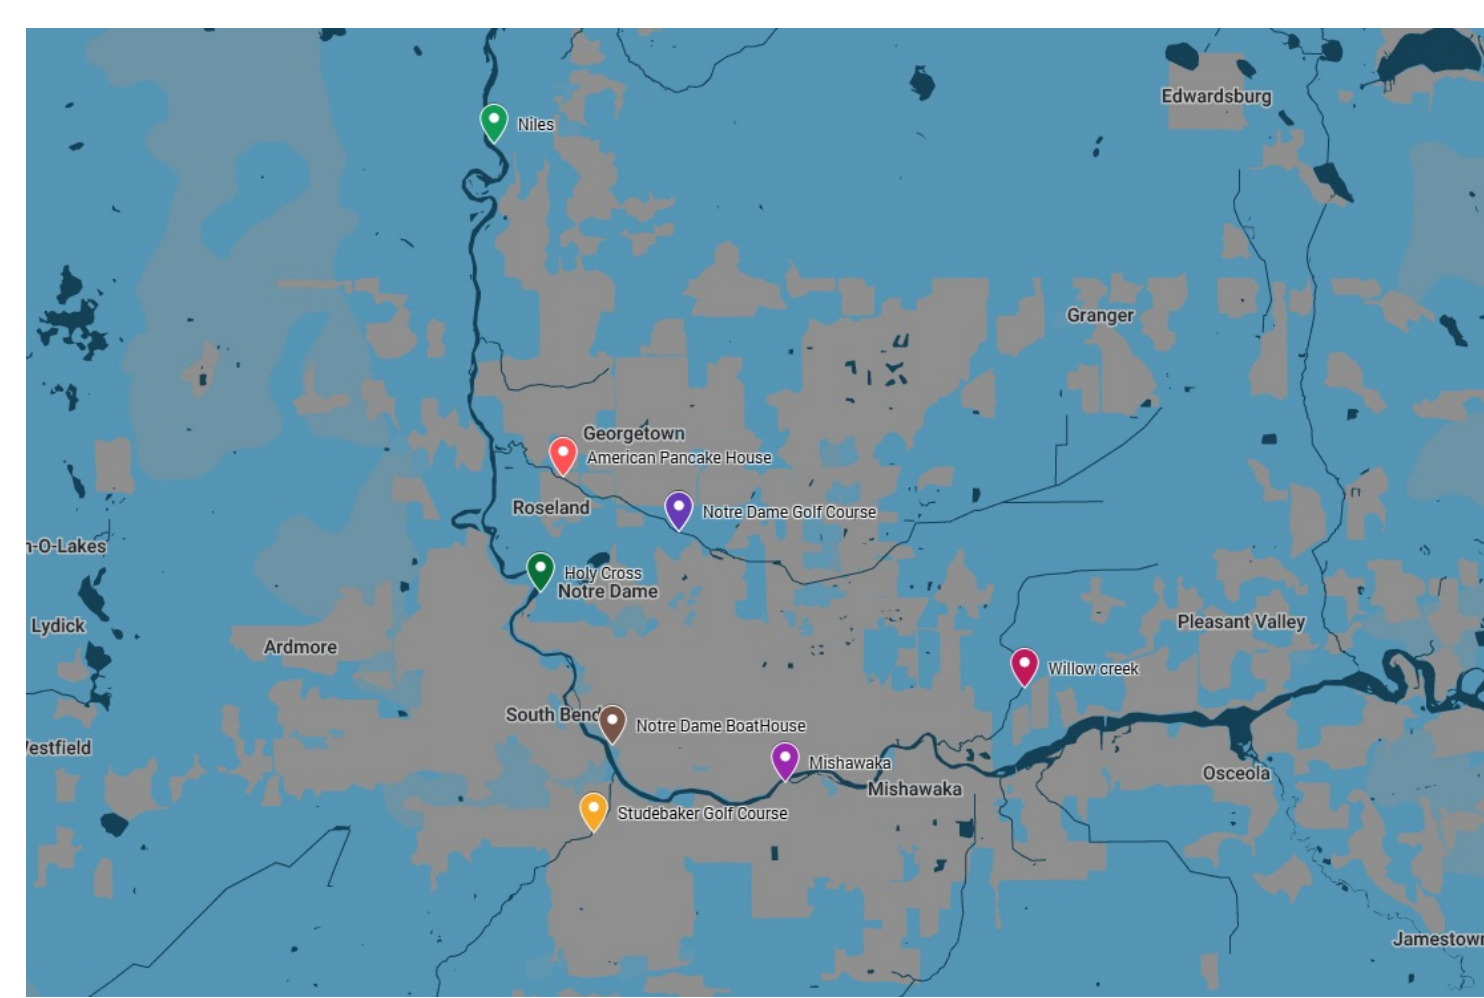 Edwardsburg
Niles
Granger
Georgetown
American Pancake House
Roseland
Notre Dame Golf Course
n-O-Lakes
Holy Cross
Notre Dame
Lydick
Pleasant Valley
Ardmore
Willow creek
South Bend
Notre Dame BoatHouse
estfield
Mishawaka
Osceola
Mishawaka
Studebaker Golf Course
Jamestown